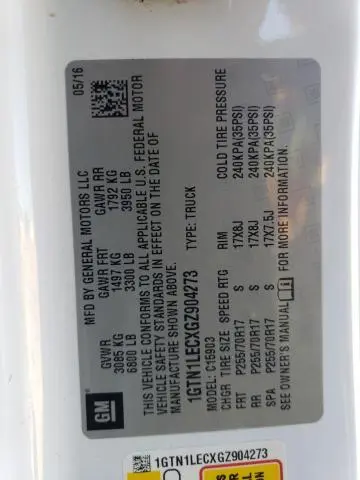 GM
MFD BY GENERAL MOTORS LLC
05/16
GVWR GAWR FRT GAWR RR
3085 KG 1497 KG 1792 KG
6800 LB 3300 LB 3950 LB
THIS VEHICLE CONFORMS TO ALL APPLICABLE U.S. FEDERAL MOTOR
VEHICLE SAFETY STANDARDS IN EFFECT ON THE DATE OF
MANUFACTURE SHOWN ABOVE.
1GTN1LECXGZ904273 TYPE: TRUCK
MODEL: C15903
CHGR TIRE SIZE SPEED RTG RIM COLD TIRE PRESSURE
FRT P255/70R17 S 17X8J 240KPA(35PSI)
RR P255/70R17 S 17X8J 240KPA(35PSI)
SPA P255/70R17 S 17X7.5J 240KPA(35PSI)
SEE OWNER'S MANUAL FOR MORE INFORMATION.
1GTN1LECXGZ904273